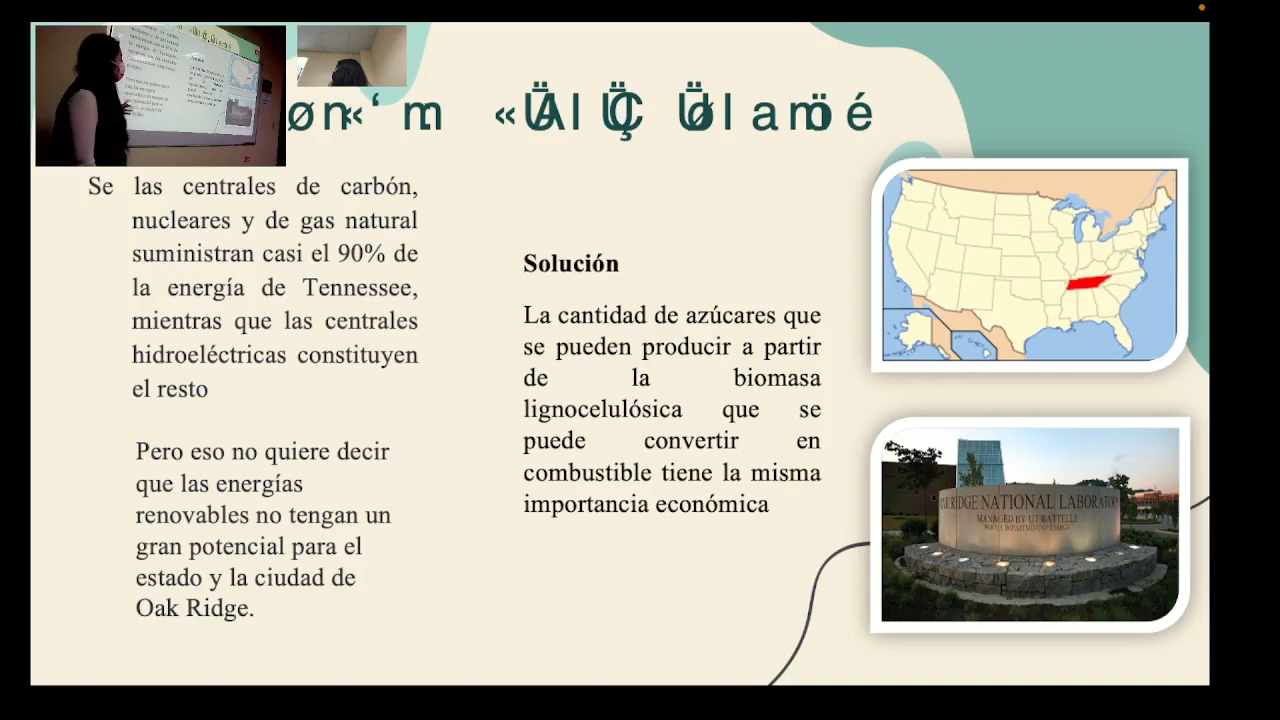 Se las centrales de carbón,
nucleares y de gas natural
suministran casi el 90% de
la energía de Tennessee,
mientras que las centrales
hidroeléctricas constituyen
el resto
Pero eso no quiere decir
que las energías
renovables no tengan un
gran potencial para el
estado y la ciudad de
Oak Ridge.
Solución
La cantidad de azúcares que
se pueden producir a partir
de la biomasa
lignocelulósica que se
puede convertir en
combustible tiene la misma
importancia económica
OAK RIDGE NATIONAL LABORATORY
MANAGED BY UT-BATTELLE